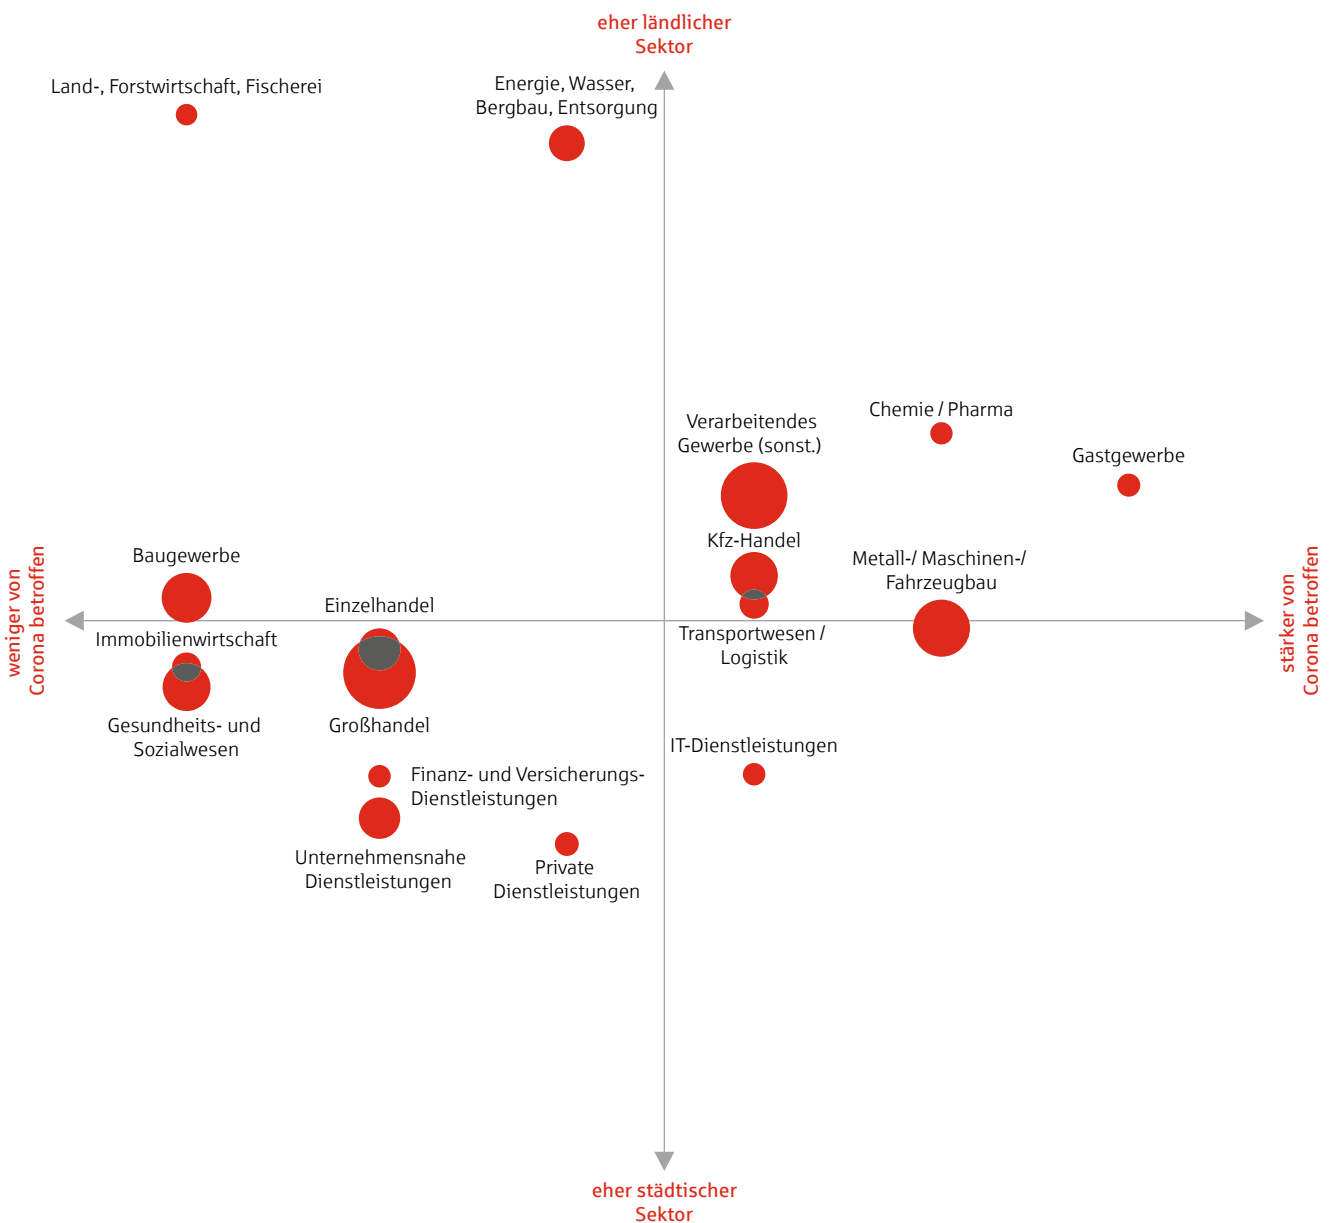 eher ländlicher
Sektor
Land-, Forstwirtschaft, Fischerei
Energie, Wasser,
Bergbau, Entsorgung
Chemie / Pharma
Verarbeitendes
Gewerbe (sonst.)
Gastgewerbe
Kfz-Handel
Metall-/ Maschinen-/
Fahrzeugbau
Baugewerbe
weniger von
Corona betroffen
stärker von
Corona betroffen
Einzelhandel
Immobilienwirtschaft
Transportwesen /
Logistik
Gesundheits- und
Sozialwesen
Großhandel
IT-Dienstleistungen
Finanz- und Versicherungs-
Dienstleistungen
Unternehmensnahe
Dienstleistungen
Private
Dienstleistungen
eher städtischer
Sektor